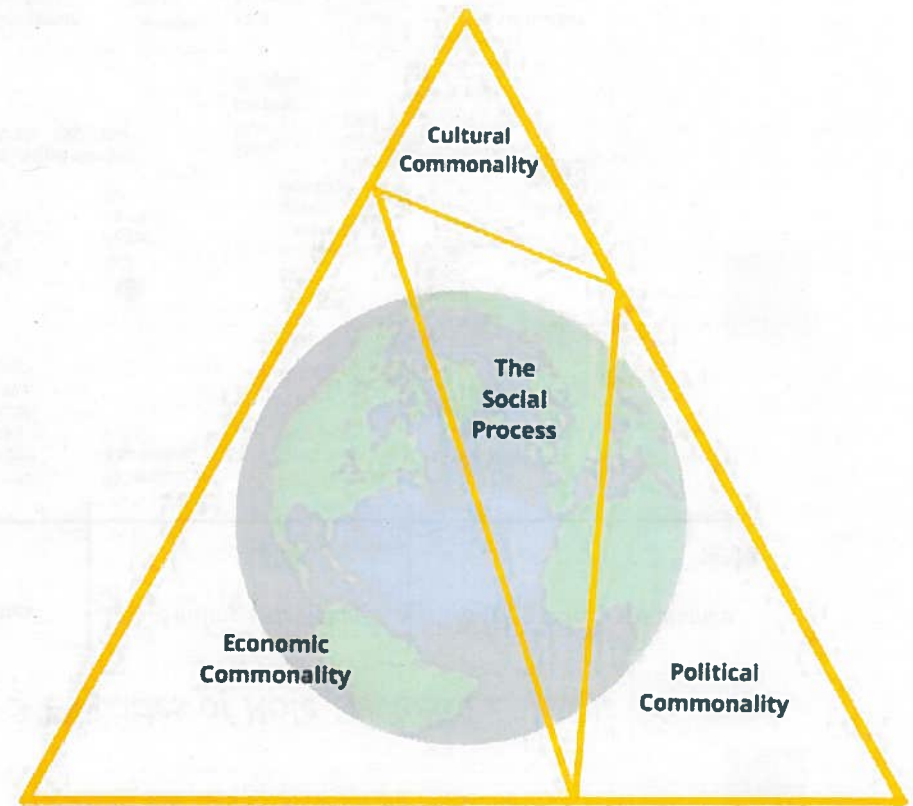 Cultural
Commonality
The
Social
Process
Economic
Commonality
Political
Commonality